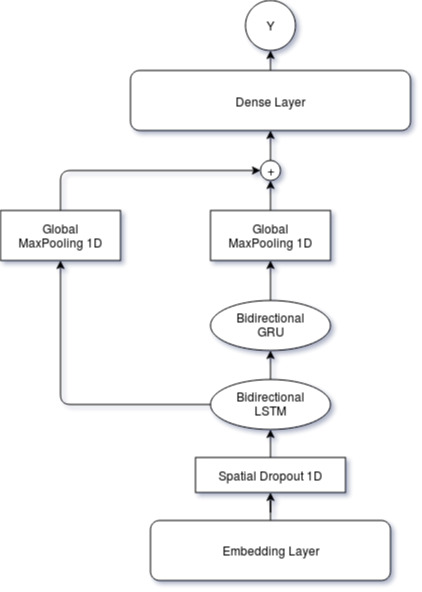 Y
Dense Layer
+
Global
MaxPooling 1D
Global
MaxPooling 1D
Bidirectional
GRU
Bidirectional
LSTM
Spatial Dropout 1D
Embedding Layer